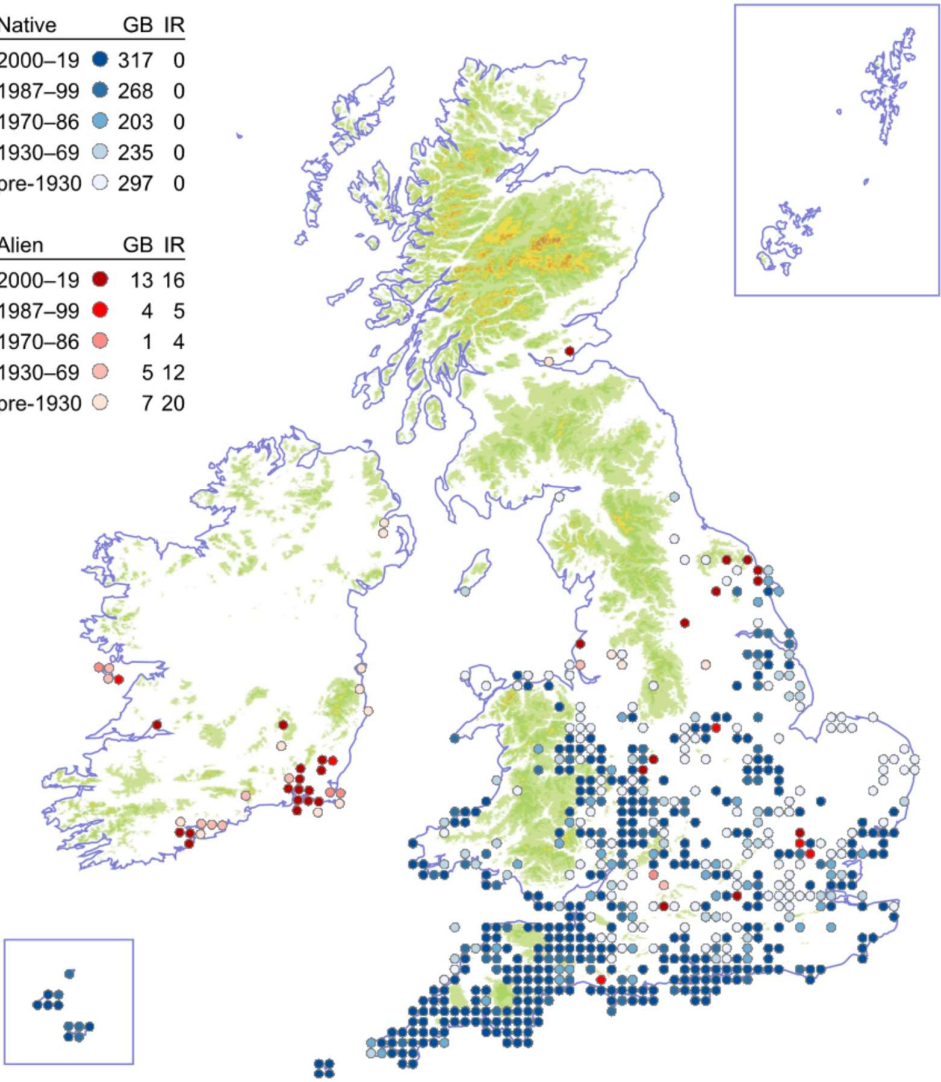 Native GB IR
2000–19 317 0
1987–99 268 0
1970–86 203 0
1930–69 235 0
pre-1930 297 0
Alien GB IR
2000–19 13 16
1987–99 4 5
1970–86 1 4
1930–69 5 12
pre-1930 7 20